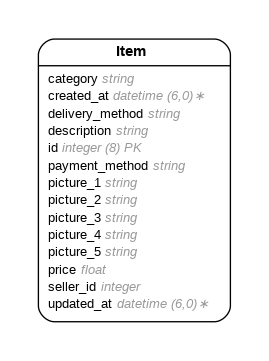 Item
category string
created_at datetime (6,0)∗
delivery_method string
description string
id integer (8) PK
payment_method string
picture_1 string
picture_2 string
picture_3 string
picture_4 string
picture_5 string
price float
seller_id integer
updated_at datetime (6,0)∗